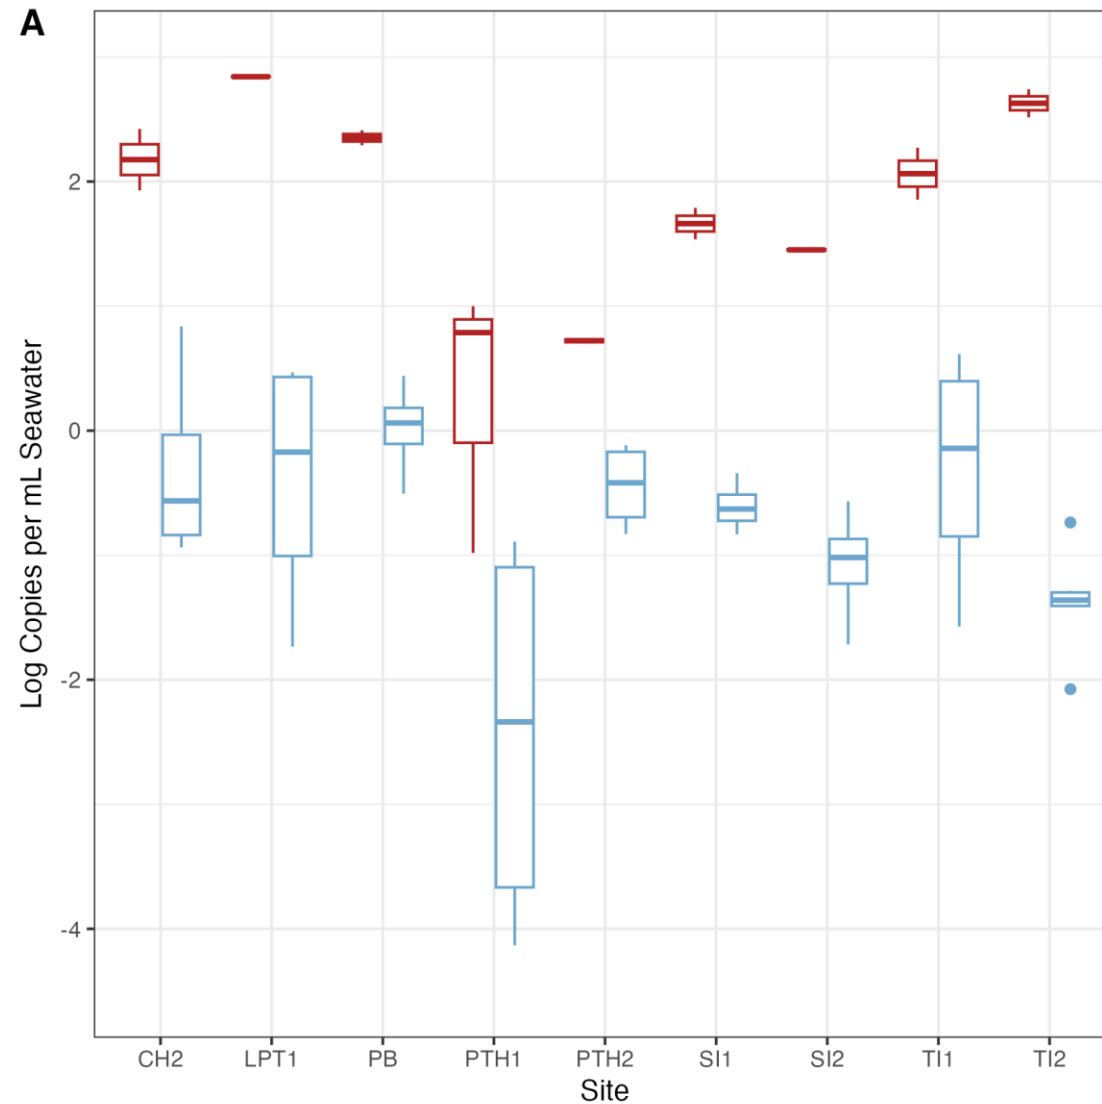 A
Log Copies per mL Seawater
2
0
-2
-4
CH2 LPT1 PB PTH1 PTH2 SI1 SI2 TI1 TI2
Site